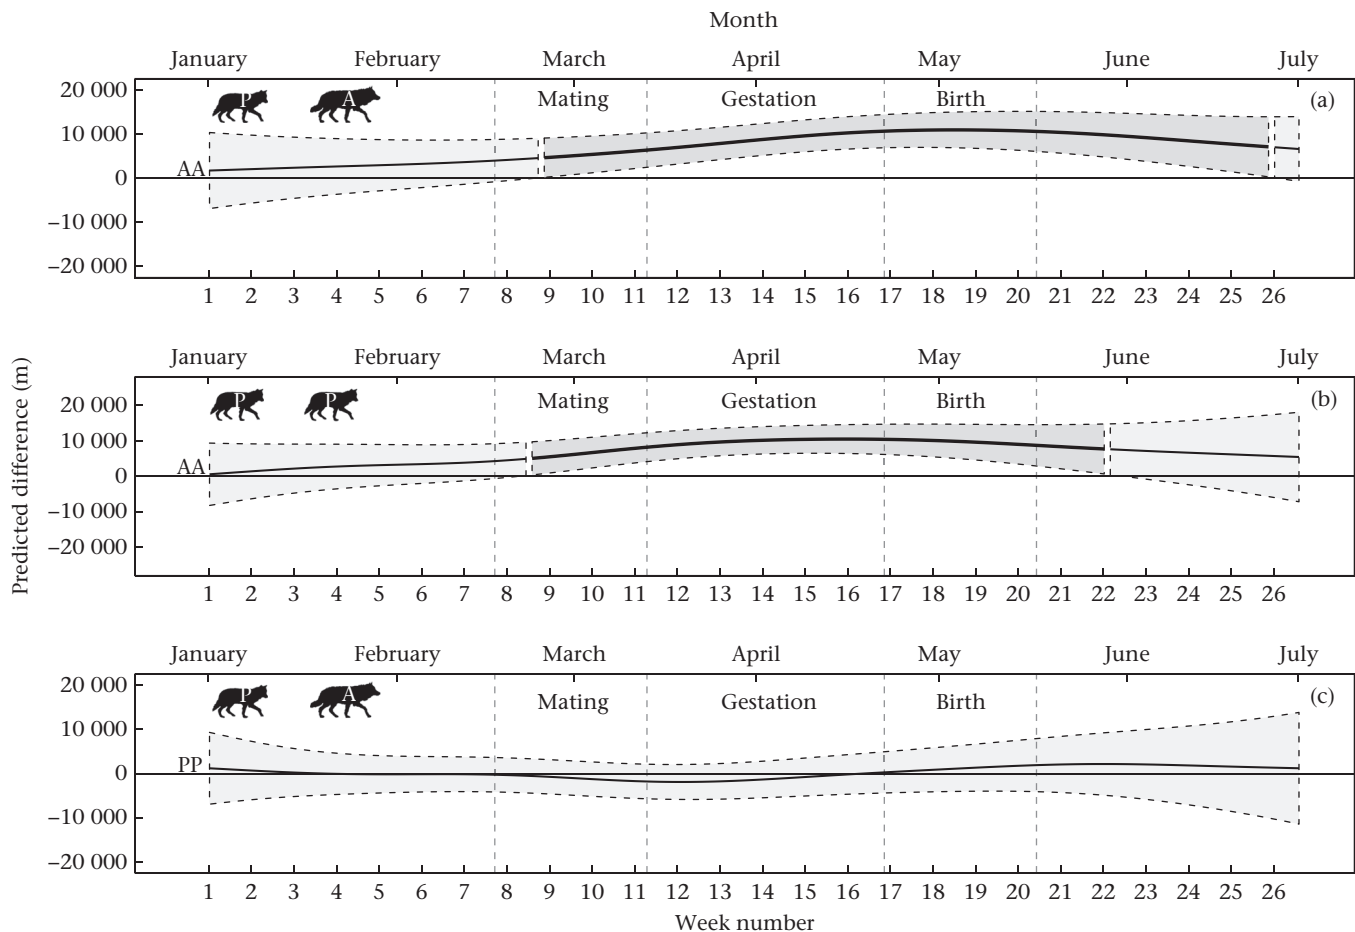 Month
January February March April May June July
20 000
10 000
0
−10 000
−20 000
P A Mating Gestation Birth (a)
AA
1 2 3 4 5 6 7 8 9 10 11 12 13 14 15 16 17 18 19 20 21 22 23 24 25 26
January February March April May June July
20 000
10 000
0
−10 000
−20 000
P P Mating Gestation Birth (b)
AA
1 2 3 4 5 6 7 8 9 10 11 12 13 14 15 16 17 18 19 20 21 22 23 24 25 26
Predicted difference (m)
January February March April May June July
20 000
10 000
0
−10 000
−20 000
P A Mating Gestation Birth (c)
PP
1 2 3 4 5 6 7 8 9 10 11 12 13 14 15 16 17 18 19 20 21 22 23 24 25 26
Week number